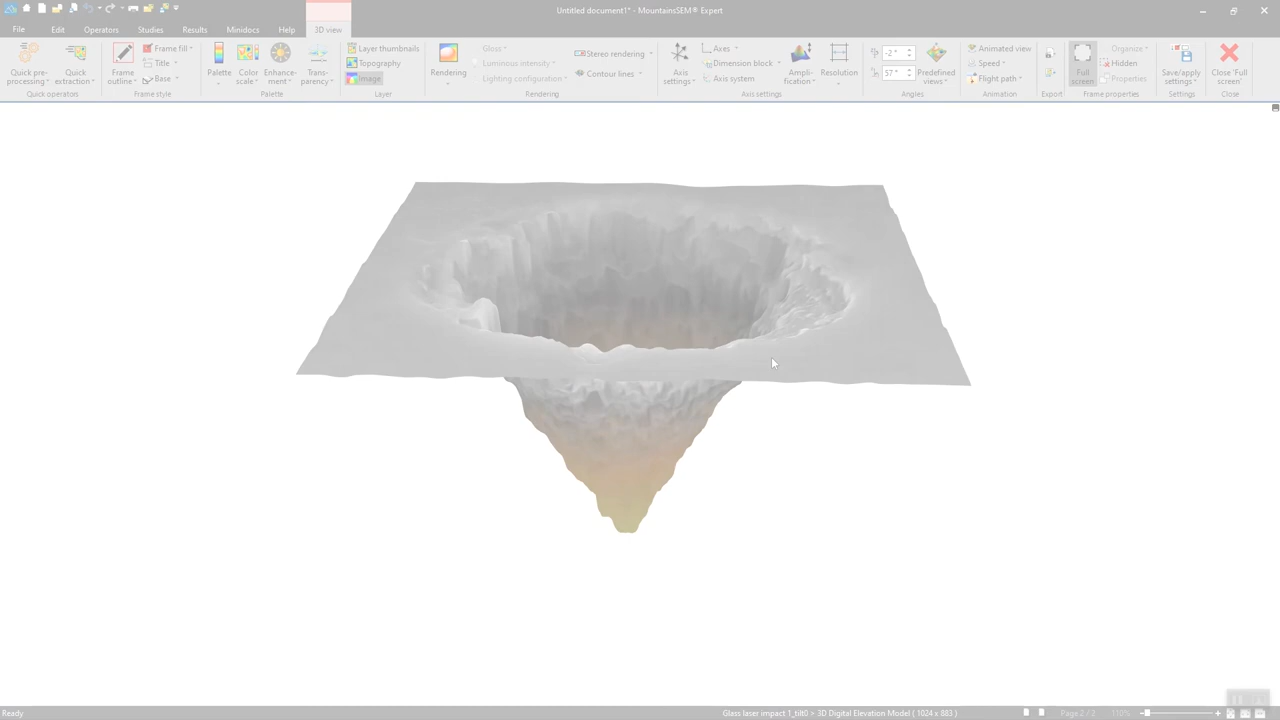 Untitled document1* - MountainsSEM® Expert
File Edit Operators Studies Results Minidocs Help 3D view
Quick pre-processing
Quick extraction
Quick operators
Frame outline
Frame fill
Title
Base
Frame style
Palette
Color scale
Enhance-ment
Trans-parency
Palette
Layer thumbnails
Topography
Image
Layer
Rendering
Gloss
Luminous intensity
Lighting configuration
Stereo rendering
Contour lines
Rendering
Axis settings
Axes
Dimension block
Axis system
Ampli-fication
Resolution
Axis settings
-2°
57°
Predefined views
Angles
Animated view
Speed
Flight path
Animation
Export
Full screen
Organize
Hidden
Properties
Frame properties
Save/apply settings
Settings
Close 'Full screen'
Close
Ready
Glass laser impact 1_tilt0 > 3D Digital Elevation Model ( 1024 x 883 )
110%